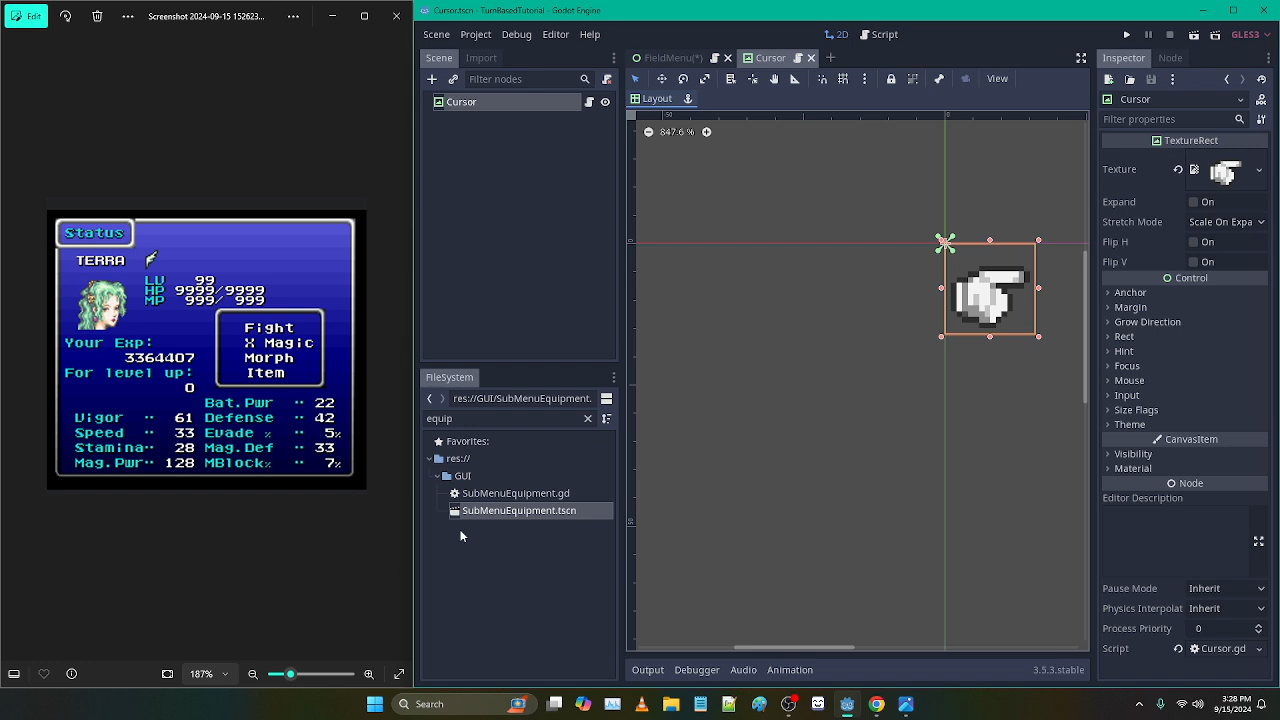 Edit
Screenshot 2024-09-15 152623...
Status
TERRA
LV 99
HP 9999/9999
MP 999/ 999
Fight
X Magic
Morph
Item
Your Exp:
3364407
For level up:
0
Bat.Pwr ·· 22
Vigor ·· 61 Defense ·· 42
Speed ·· 33 Evade % ·· 5%
Stamina·· 28 Mag.Def ·· 33
Mag.Pwr·· 128 MBlock% ·· 7%
187%
Cursor.tscn - TurnBasedTutorial - Godot Engine
Scene Project Debug Editor Help
2D Script
GLES3
Scene Import
Filter nodes
Cursor
FileSystem
res://GUI/SubMenuEquipment.
equip
Favorites:
res://
GUI
SubMenuEquipment.gd
SubMenuEquipment.tscn
FieldMenu(*) Cursor
View
Layout
-50 0
847.6 %
0
50
Output Debugger Audio Animation 3.5.3.stable
Inspector Node
Cursor
Filter properties
TextureRect
Texture
Expand On
Stretch Mode Scale On Expa
Flip H On
Flip V On
Control
Anchor
Margin
Grow Direction
Rect
Hint
Focus
Mouse
Input
Size Flags
Theme
CanvasItem
Visibility
Material
Node
Editor Description
Pause Mode Inherit
Physics Interpolat Inherit
Process Priority 0
Script Cursor.gd
Search
3:28 PM
9/15/2024